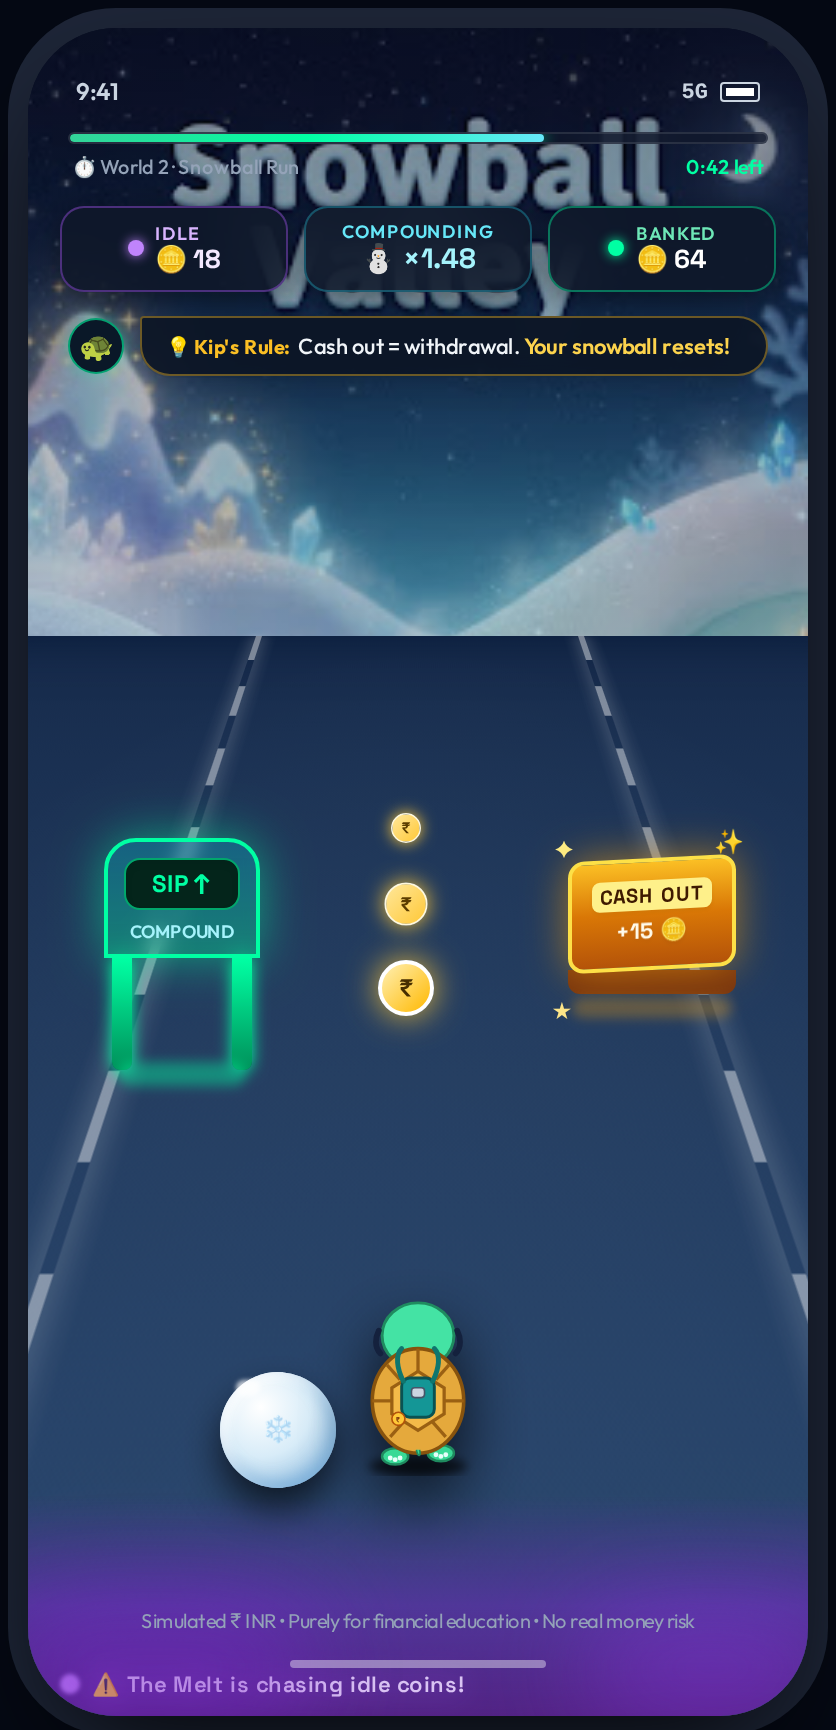 9:41
5G
Snowball
Valley
⏱️ World 2 · Snowball Run
0:42 left
IDLE
🪙 18
COMPOUNDING
⛄ ×1.48
BANKED
🪙 64
💡 Kip's Rule: Cash out = withdrawal. Your snowball resets!
SIP ↑
COMPOUND
₹
₹
₹
CASH OUT
+15 🪙
₹
Simulated ₹ INR • Purely for financial education • No real money risk
⚠️ The Melt is chasing idle coins!